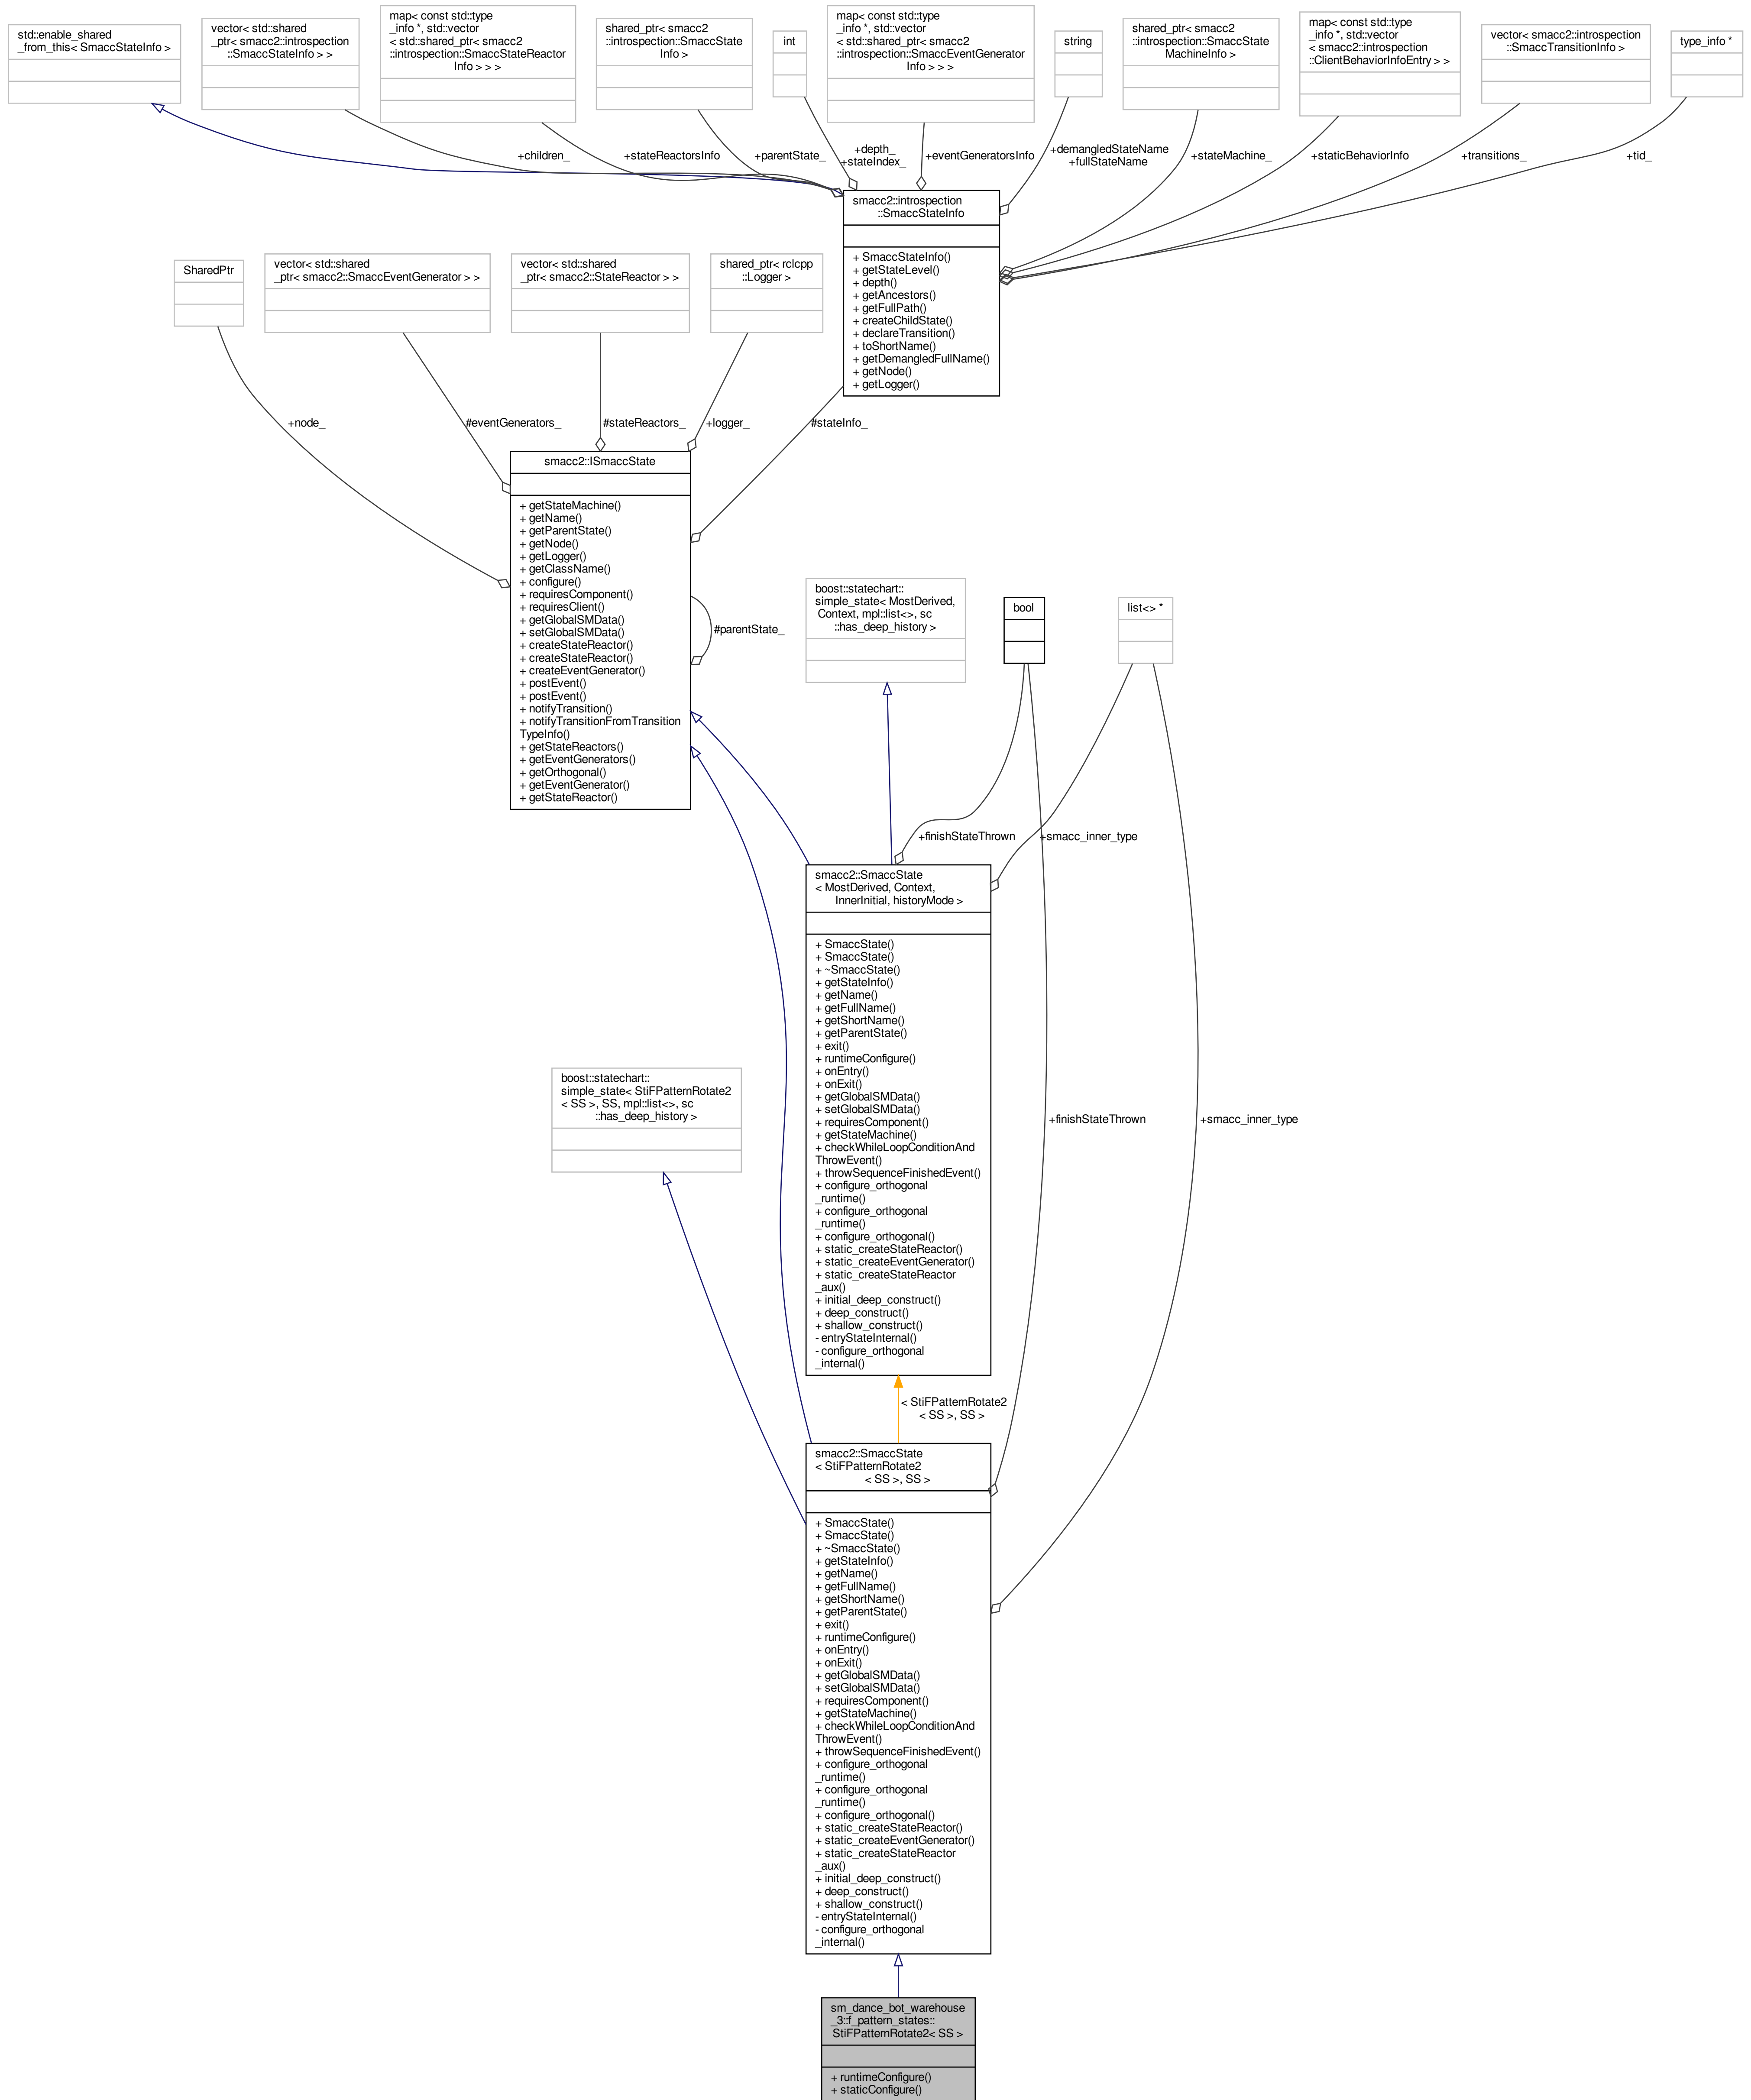 std::enable_shared
_from_this< SmaccStateInfo >
vector< std::shared
_ptr< smacc2::introspection
::SmaccStateInfo > >
map< const std::type
_info *, std::vector
< std::shared_ptr< smacc2
::introspection::SmaccStateReactor
Info > > >
shared_ptr< smacc2
::introspection::SmaccState
Info >
int
map< const std::type
_info *, std::vector
< std::shared_ptr< smacc2
::introspection::SmaccEventGenerator
Info > > >
string
shared_ptr< smacc2
::introspection::SmaccState
MachineInfo >
map< const std::type
_info *, std::vector
< smacc2::introspection
::ClientBehaviorInfoEntry > >
vector< smacc2::introspection
::SmaccTransitionInfo >
type_info *
+children_
+stateReactorsInfo
+parentState_
+depth_
+stateIndex_
+eventGeneratorsInfo
+demangledStateName
+fullStateName
+stateMachine_
+staticBehaviorInfo
+transitions_
+tid_
smacc2::introspection
::SmaccStateInfo
+ SmaccStateInfo()
+ getStateLevel()
+ depth()
+ getAncestors()
+ getFullPath()
+ createChildState()
+ declareTransition()
+ toShortName()
+ getDemangledFullName()
+ getNode()
+ getLogger()
SharedPtr
vector< std::shared
_ptr< smacc2::SmaccEventGenerator > >
vector< std::shared
_ptr< smacc2::StateReactor > >
shared_ptr< rclcpp
::Logger >
+node_
#eventGenerators_
#stateReactors_
+logger_
#stateInfo_
smacc2::ISmaccState
+ getStateMachine()
+ getName()
+ getParentState()
+ getNode()
+ getLogger()
+ getClassName()
+ configure()
+ requiresComponent()
+ requiresClient()
+ getGlobalSMData()
+ setGlobalSMData()
+ createStateReactor()
+ createStateReactor()
+ createEventGenerator()
+ postEvent()
+ postEvent()
+ notifyTransition()
+ notifyTransitionFromTransition
TypeInfo()
+ getStateReactors()
+ getEventGenerators()
+ getOrthogonal()
+ getEventGenerator()
+ getStateReactor()
#parentState_
boost::statechart::
simple_state< MostDerived,
Context, mpl::list<>, sc
::has_deep_history >
bool
list<> *
+finishStateThrown
+smacc_inner_type
smacc2::SmaccState
< MostDerived, Context,
InnerInitial, historyMode >
+ SmaccState()
+ SmaccState()
+ ~SmaccState()
+ getStateInfo()
+ getName()
+ getFullName()
+ getShortName()
+ getParentState()
+ exit()
+ runtimeConfigure()
+ onEntry()
+ onExit()
+ getGlobalSMData()
+ setGlobalSMData()
+ requiresComponent()
+ getStateMachine()
+ checkWhileLoopConditionAnd
ThrowEvent()
+ throwSequenceFinishedEvent()
+ configure_orthogonal
_runtime()
+ configure_orthogonal
_runtime()
+ configure_orthogonal()
+ static_createStateReactor()
+ static_createEventGenerator()
+ static_createStateReactor
_aux()
+ initial_deep_construct()
+ deep_construct()
+ shallow_construct()
- entryStateInternal()
- configure_orthogonal
_internal()
boost::statechart::
simple_state< StiFPatternRotate2
< SS >, SS, mpl::list<>, sc
::has_deep_history >
+finishStateThrown
+smacc_inner_type
< StiFPatternRotate2
< SS >, SS >
smacc2::SmaccState
< StiFPatternRotate2
< SS >, SS >
+ SmaccState()
+ SmaccState()
+ ~SmaccState()
+ getStateInfo()
+ getName()
+ getFullName()
+ getShortName()
+ getParentState()
+ exit()
+ runtimeConfigure()
+ onEntry()
+ onExit()
+ getGlobalSMData()
+ setGlobalSMData()
+ requiresComponent()
+ getStateMachine()
+ checkWhileLoopConditionAnd
ThrowEvent()
+ throwSequenceFinishedEvent()
+ configure_orthogonal
_runtime()
+ configure_orthogonal
_runtime()
+ configure_orthogonal()
+ static_createStateReactor()
+ static_createEventGenerator()
+ static_createStateReactor
_aux()
+ initial_deep_construct()
+ deep_construct()
+ shallow_construct()
- entryStateInternal()
- configure_orthogonal
_internal()
sm_dance_bot_warehouse
_3::f_pattern_states::
StiFPatternRotate2< SS >
+ runtimeConfigure()
+ staticConfigure()